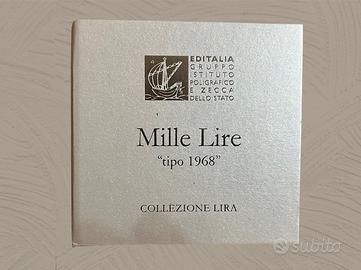 EDITALIA
GRUPPO
ISTITUTO
POLIGRAFICO
E ZECCA
DELLO STATO
Mille Lire
"tipo 1968"
COLLEZIONE LIRA
subito